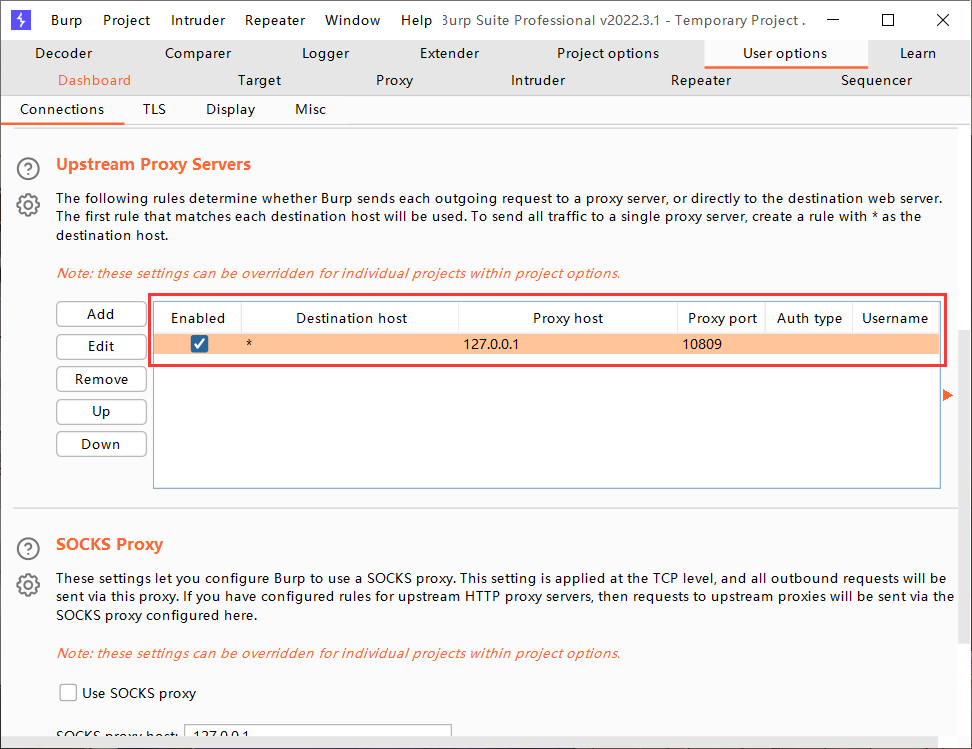 Burp Project Intruder Repeater Window Help Burp Suite Professional v2022.3.1 - Temporary Project .
Decoder Comparer Logger Extender Project options User options Learn
Dashboard Target Proxy Intruder Repeater Sequencer
Connections TLS Display Misc
Upstream Proxy Servers
The following rules determine whether Burp sends each outgoing request to a proxy server, or directly to the destination web server.
The first rule that matches each destination host will be used. To send all traffic to a single proxy server, create a rule with * as the
destination host.
Note: these settings can be overridden for individual projects within project options.
Add
Edit
Remove
Up
Down
Enabled Destination host Proxy host Proxy port Auth type Username
* 127.0.0.1 10809
SOCKS Proxy
These settings let you configure Burp to use a SOCKS proxy. This setting is applied at the TCP level, and all outbound requests will be
sent via this proxy. If you have configured rules for upstream HTTP proxy servers, then requests to upstream proxies will be sent via the
SOCKS proxy configured here.
Note: these settings can be overridden for individual projects within project options.
Use SOCKS proxy
SOCKS proxy host: 127.0.0.1